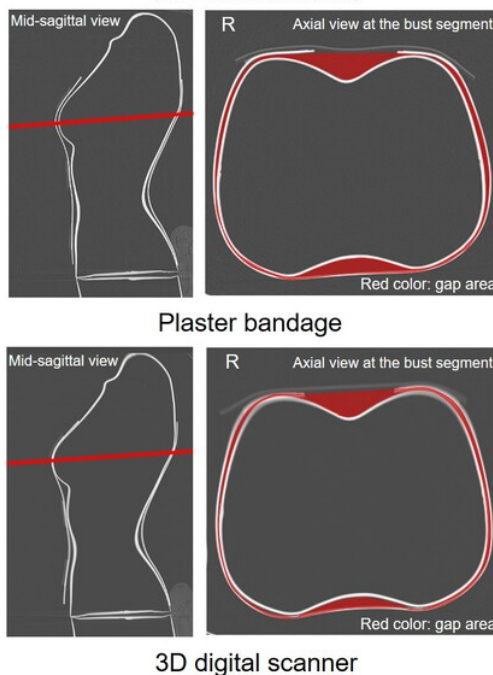 Mid-sagittal view
R
Axial view at the bust segment
Red color: gap area
Plaster bandage
Mid-sagittal view
R
Axial view at the bust segment
Red color: gap area
3D digital scanner